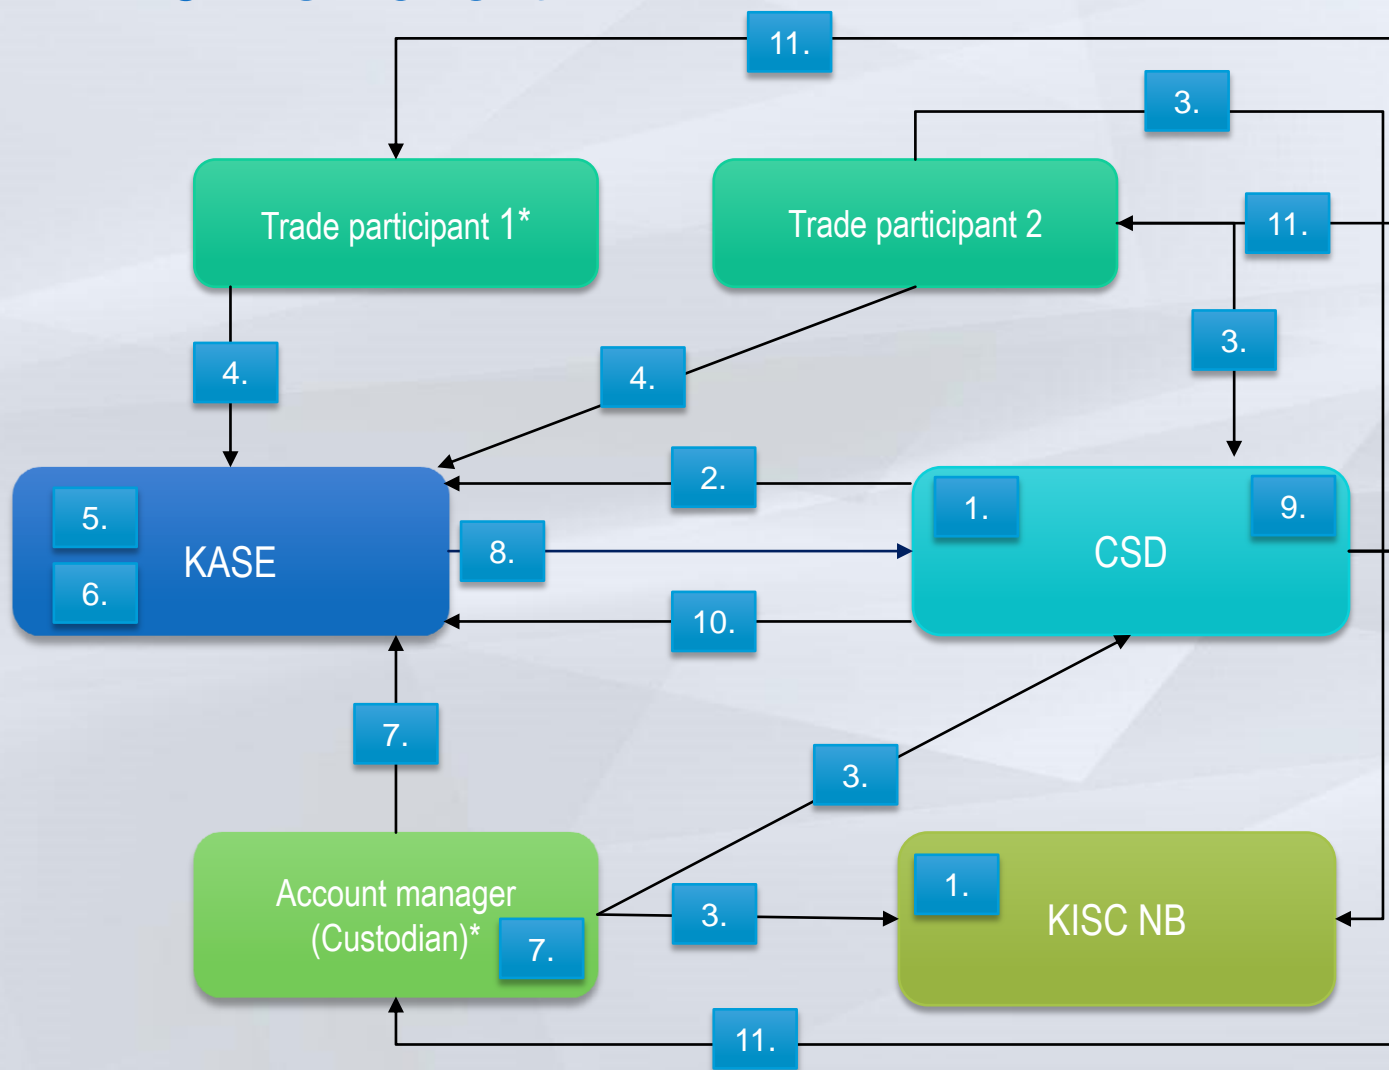 11.
3.
Trade participant 1*
Trade participant 2
11.
3.
4.
4.
2.
1.
9.
5.
KASE
8.
CSD
6.
10.
7.
3.
Account manager
(Custodian)*
7.
3.
1.
KISC NB
11.